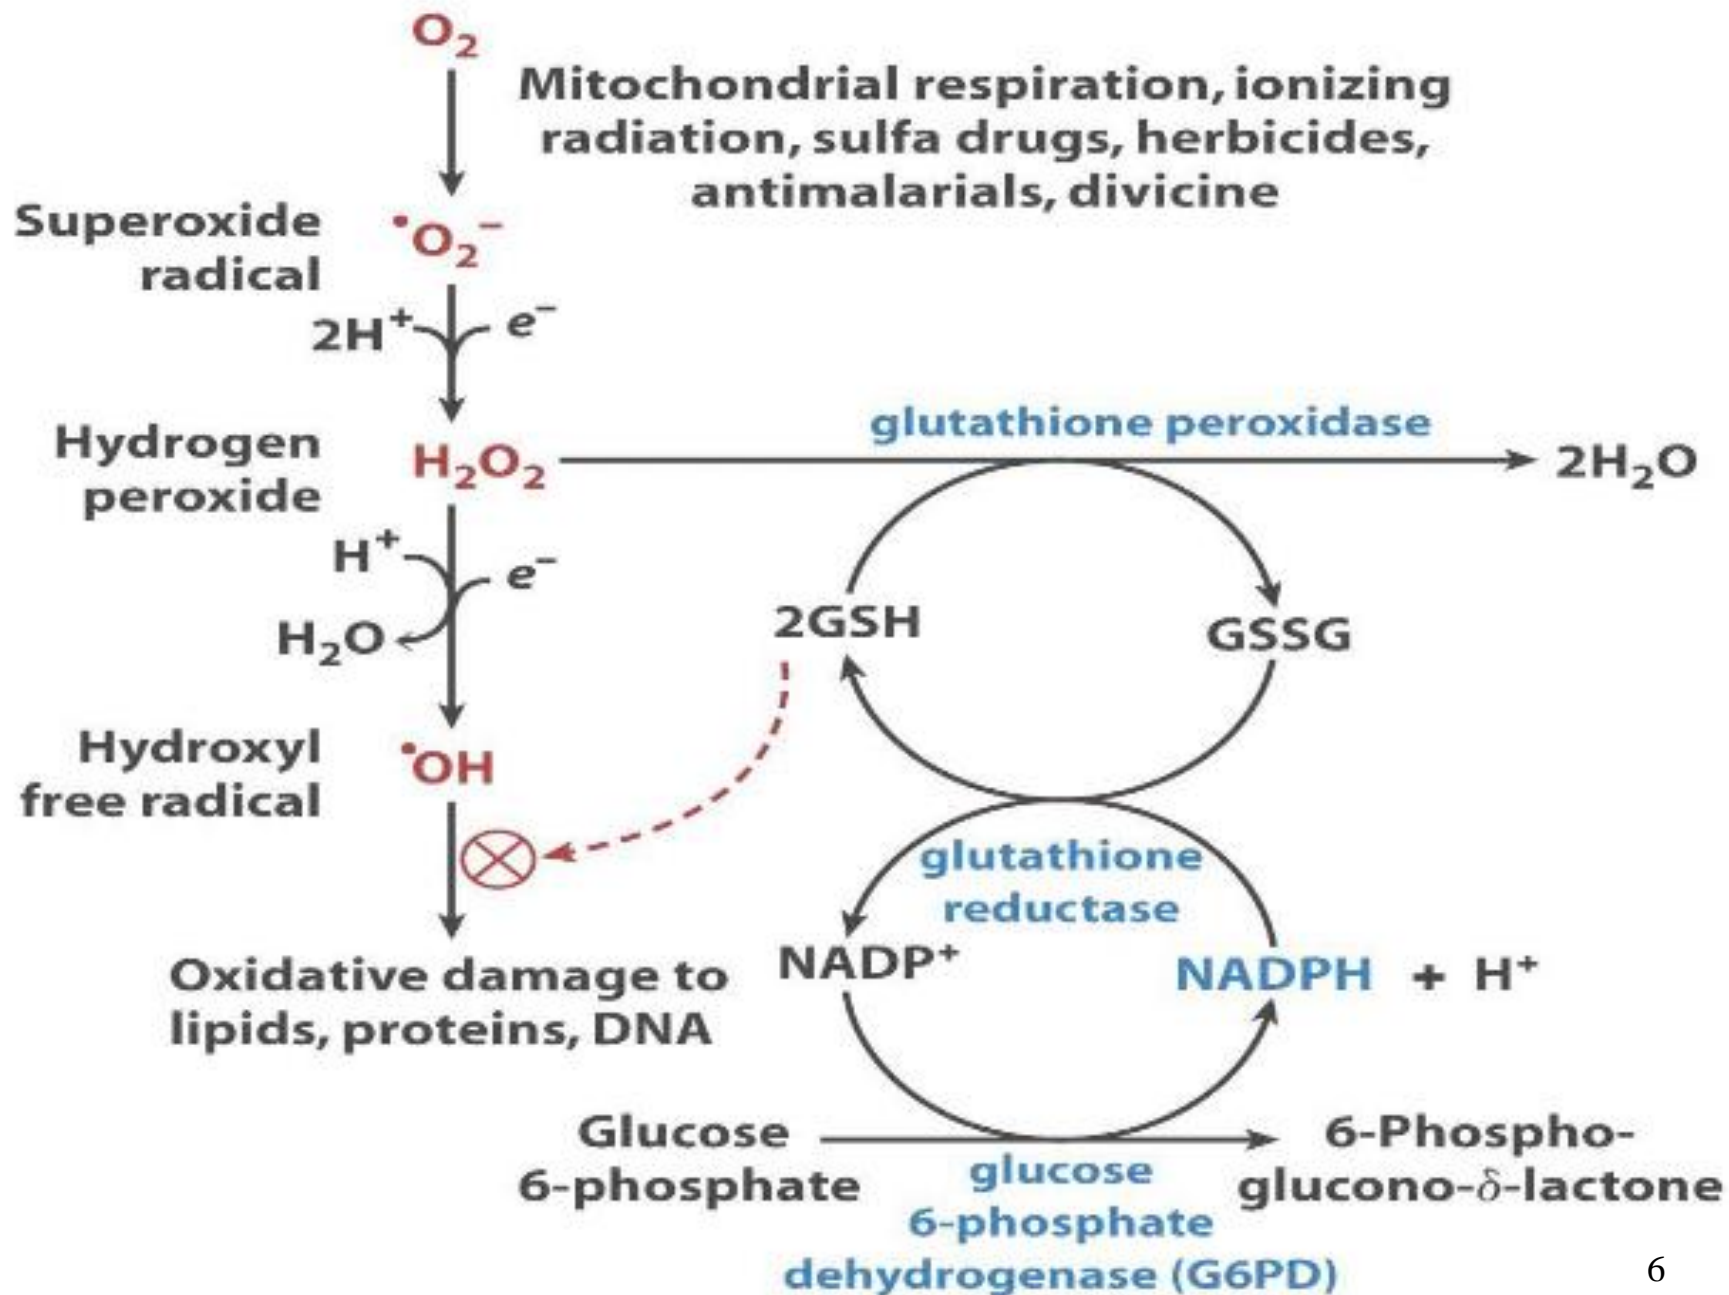 O₂
Mitochondrial respiration, ionizing
radiation, sulfa drugs, herbicides,
antimalarials, divicine
Superoxide
radical
•O₂⁻
2H⁺
e⁻
Hydrogen
peroxide
H₂O₂
glutathione peroxidase
2H₂O
H⁺
e⁻
H₂O
2GSH
GSSG
Hydroxyl
free radical
•OH
glutathione
reductase
NADP⁺
NADPH + H⁺
Oxidative damage to
lipids, proteins, DNA
Glucose
6-phosphate
glucose
6-phosphate
dehydrogenase (G6PD)
6-Phospho-
glucono-δ-lactone
6